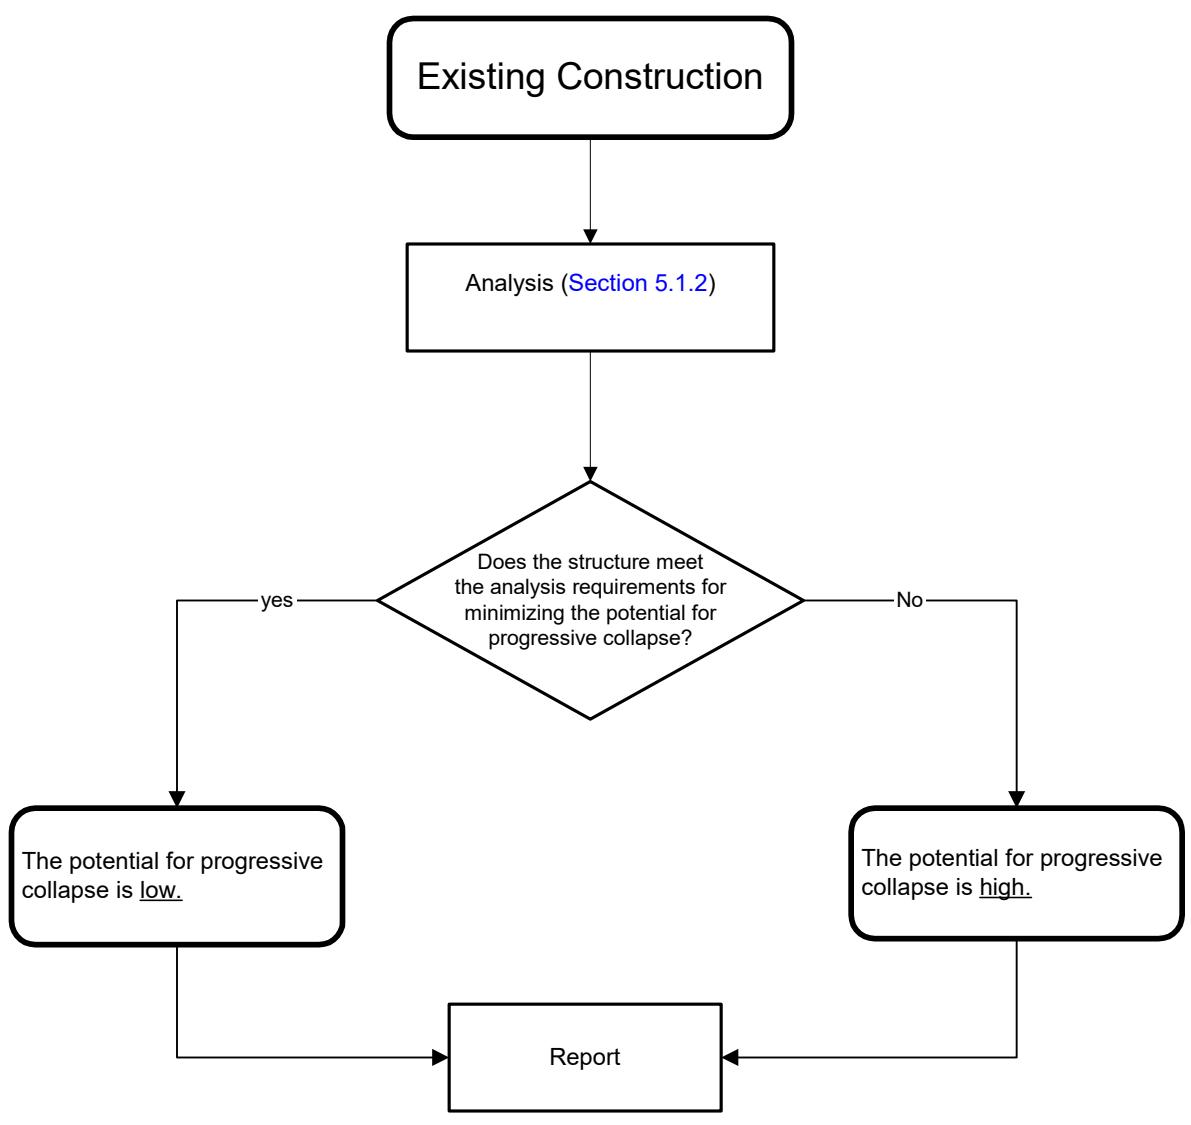 Existing Construction
Analysis (Section 5.1.2)
Does the structure meet
the analysis requirements for
minimizing the potential for
progressive collapse?
yes
No
The potential for progressive
collapse is low.
The potential for progressive
collapse is high.
Report